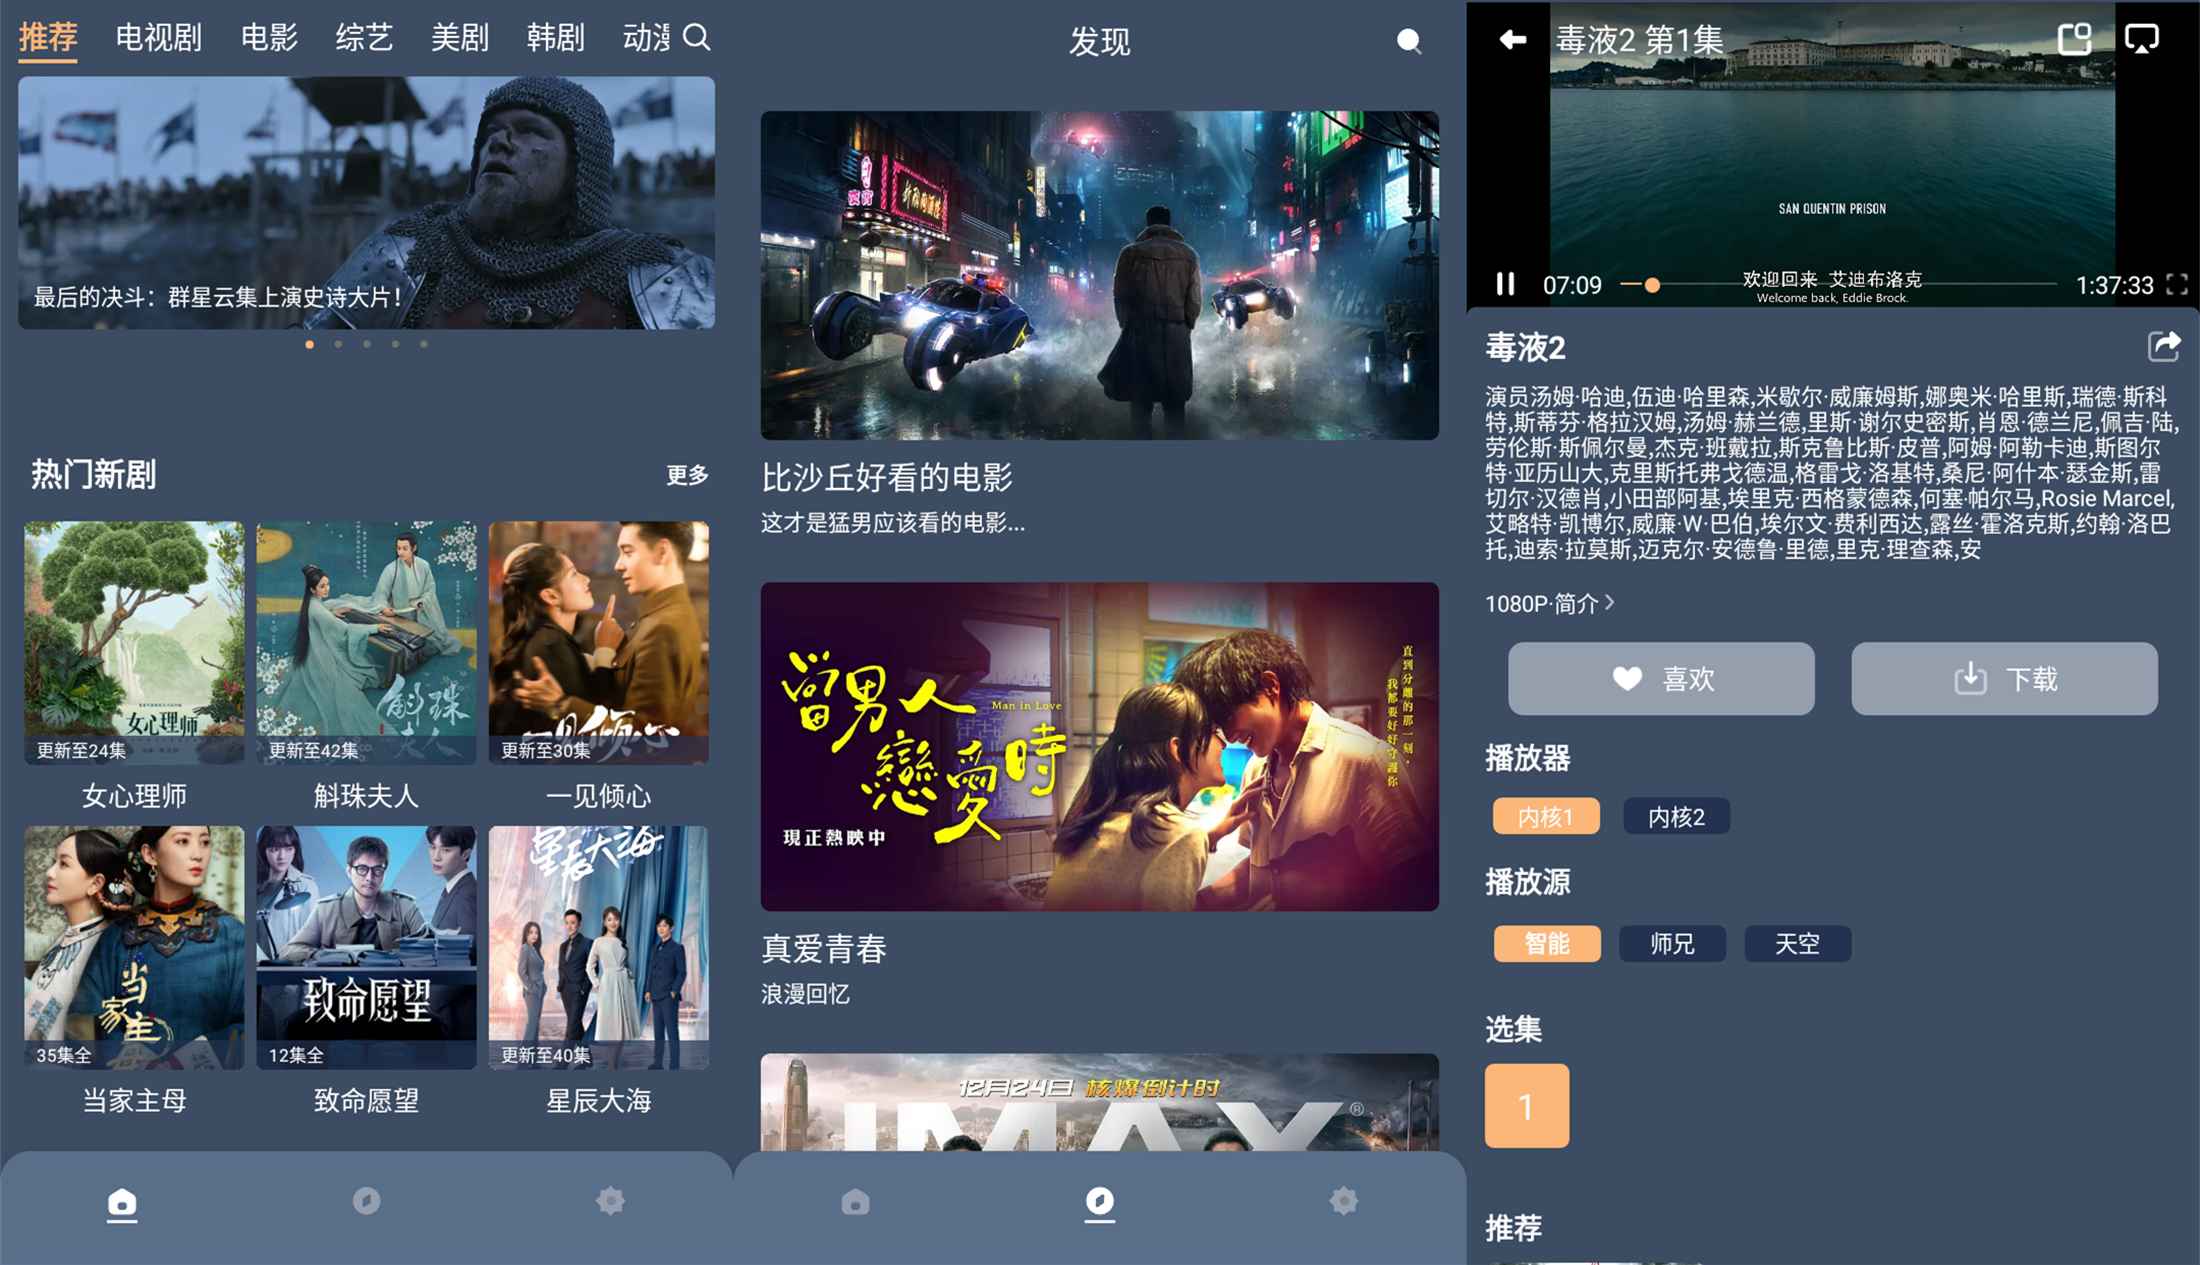 推荐 电视剧 电影 综艺 美剧 韩剧 动漫
最后的决斗：群星云集上演史诗大片！
热门新剧 更多
女心理师
更新至24集
斛珠夫人
更新至42集
一见倾心
更新至30集
女心理师 斛珠夫人 一见倾心
当家主母
35集全
致命愿望
12集全
星辰大海
更新至40集
当家主母 致命愿望 星辰大海
发现
比沙丘好看的电影
这才是猛男应该看的电影...
當男人戀愛時
Man in Love
直到分離的那一刻，
我都要好好守護你
現正熱映中
真爱青春
浪漫回忆
12月24日 核爆倒计时
IMAX®
毒液2 第1集
SAN QUENTIN PRISON
07:09 1:37:33
欢迎回来 艾迪布洛克
Welcome back, Eddie Brock.
毒液2
演员汤姆·哈迪,伍迪·哈里森,米歇尔·威廉姆斯,娜奥米·哈里斯,瑞德·斯科
特,斯蒂芬·格拉汉姆,汤姆·赫兰德,里斯·谢尔史密斯,肖恩·德兰尼,佩吉·陆,
劳伦斯·斯佩尔曼,杰克·班戴拉,斯克鲁比斯·皮普,阿姆·阿勒卡迪,斯图尔
特·亚历山大,克里斯托弗戈德温,格雷戈·洛基特,桑尼·阿什本·瑟金斯,雷
切尔·汉德肖,小田部阿基,埃里克·西格蒙德森,何塞·帕尔马,Rosie Marcel,
艾略特·凯博尔,威廉·W·巴伯,埃尔文·费利西达,露丝·霍洛克斯,约翰·洛巴
托,迪索·拉莫斯,迈克尔·安德鲁·里德,里克·理查森,安
1080P·简介
喜欢 下载
播放器
内核1 内核2
播放源
智能 师兄 天空
选集
1
推荐